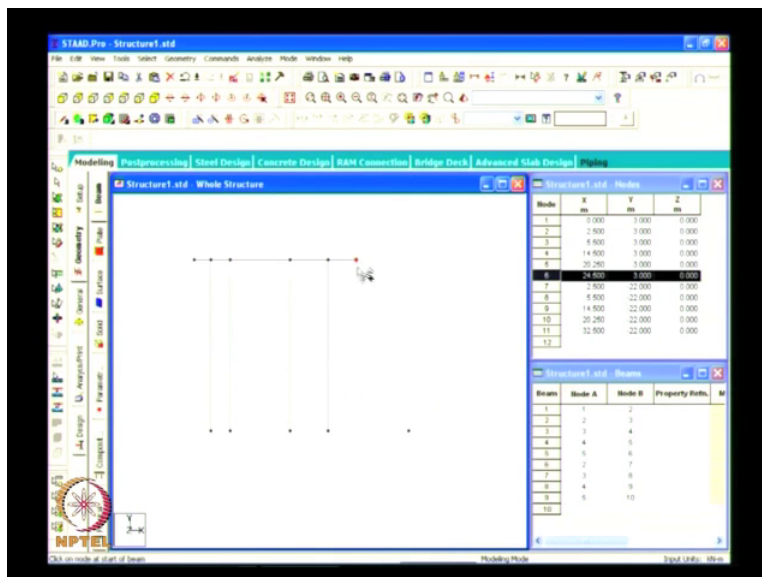 STAAD.Pro - Structure1.std
File Edit View Tools Select Geometry Commands Analyze Mode Window Help
Modeling Postprocessing Steel Design Concrete Design RAM Connection Bridge Deck Advanced Slab Design Piping
Setup
Geometry
General
Analysis/Print
Design
Beam
Plate
Surface
Solid
Parametric
Composit
Structure1.std - Whole Structure
Structure1.std - Nodes
Node X m Y m Z m
1 0.000 3.000 0.000
2 2.500 3.000 0.000
3 5.500 3.000 0.000
4 14.500 3.000 0.000
5 20.250 3.000 0.000
6 24.500 3.000 0.000
7 2.500 -22.000 0.000
8 5.500 -22.000 0.000
9 14.500 -22.000 0.000
10 20.250 -22.000 0.000
11 32.500 -22.000 0.000
12
Structure1.std - Beams
Beam Node A Node B Property Refn. M
1 1 2
2 2 3
3 3 4
4 4 5
5 5 6
6 2 7
7 3 8
8 4 9
9 5 10
10
Y
Z X
NPTEL
Click on node at start of beam
Modeling Mode
Input Units: kN-m